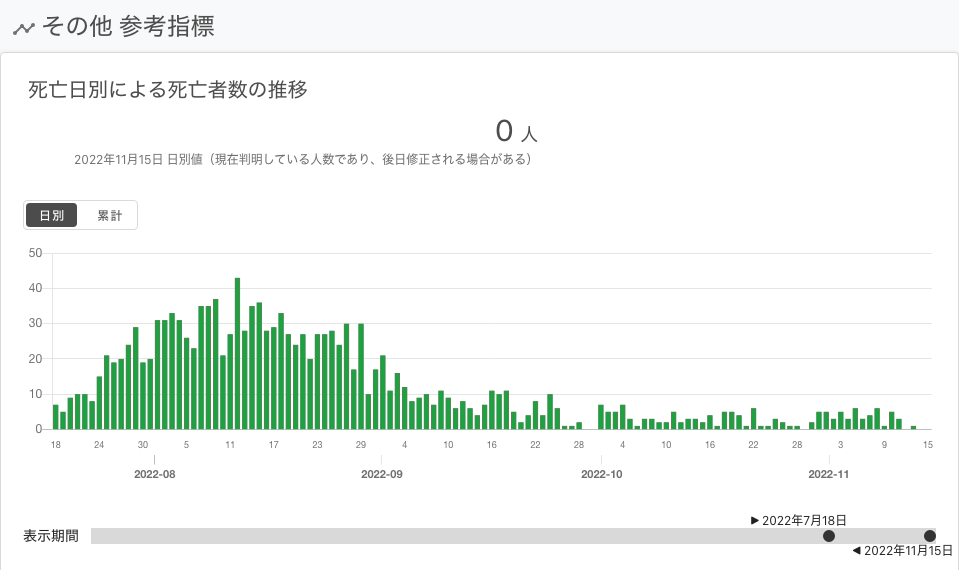 その他 参考指標
死亡日別による死亡者数の推移
0 人
2022年11月15日 日別値（現在判明している人数であり、後日修正される場合がある）
日別 累計
50
40
30
20
10
0
18 24 30 5 11 17 23 29 4 10 16 22 28 4 10 16 22 28 3 9 15
2022-08 2022-09 2022-10 2022-11
▶ 2022年7月18日
表示期間
◀ 2022年11月15日